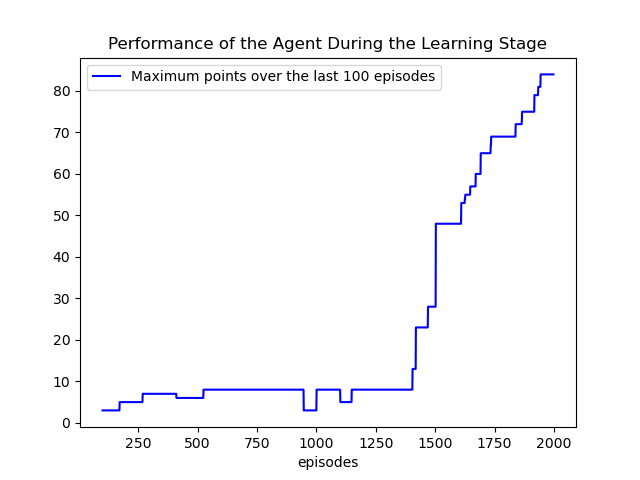 Performance of the Agent During the Learning Stage
Maximum points over the last 100 episodes
80
70
60
50
40
30
20
10
0
250 500 750 1000 1250 1500 1750 2000
episodes